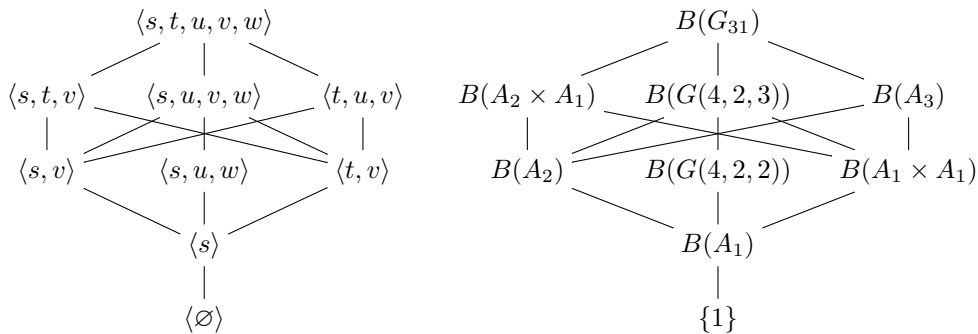 ⟨s, t, u, v, w⟩ B(G₃₁)
⟨s, t, v⟩ ⟨s, u, v, w⟩ ⟨t, u, v⟩ B(A₂ × A₁) B(G(4, 2, 3)) B(A₃)
⟨s, v⟩ ⟨s, u, w⟩ ⟨t, v⟩ B(A₂) B(G(4, 2, 2)) B(A₁ × A₁)
⟨s⟩ B(A₁)
⟨∅⟩ {1}